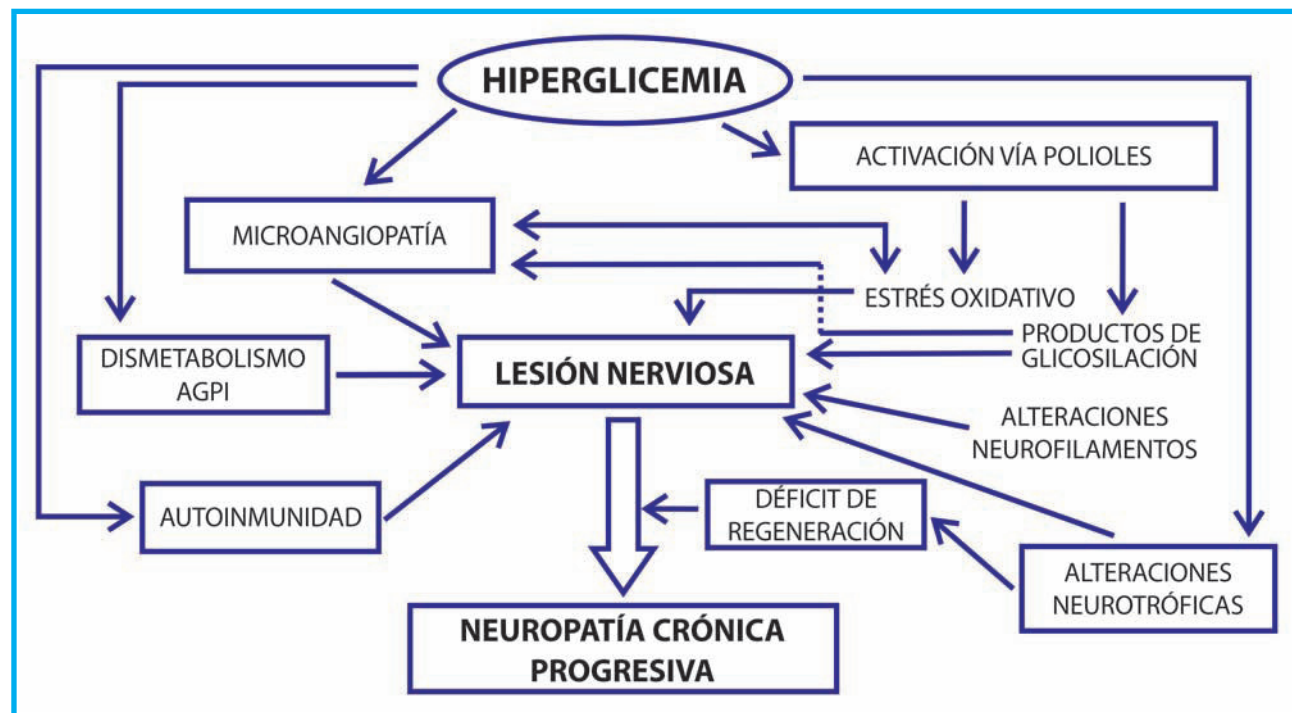 HIPERGLICEMIA
ACTIVACIÓN VÍA POLIOLES
MICROANGIOPATÍA
ESTRÉS OXIDATIVO
PRODUCTOS DE
GLICOSILACIÓN
DISMETABOLISMO
AGPI
LESIÓN NERVIOSA
ALTERACIONES
NEUROFILAMENTOS
AUTOINMUNIDAD
DÉFICIT DE
REGENERACIÓN
ALTERACIONES
NEUROTRÓFICAS
NEUROPATÍA CRÓNICA
PROGRESIVA